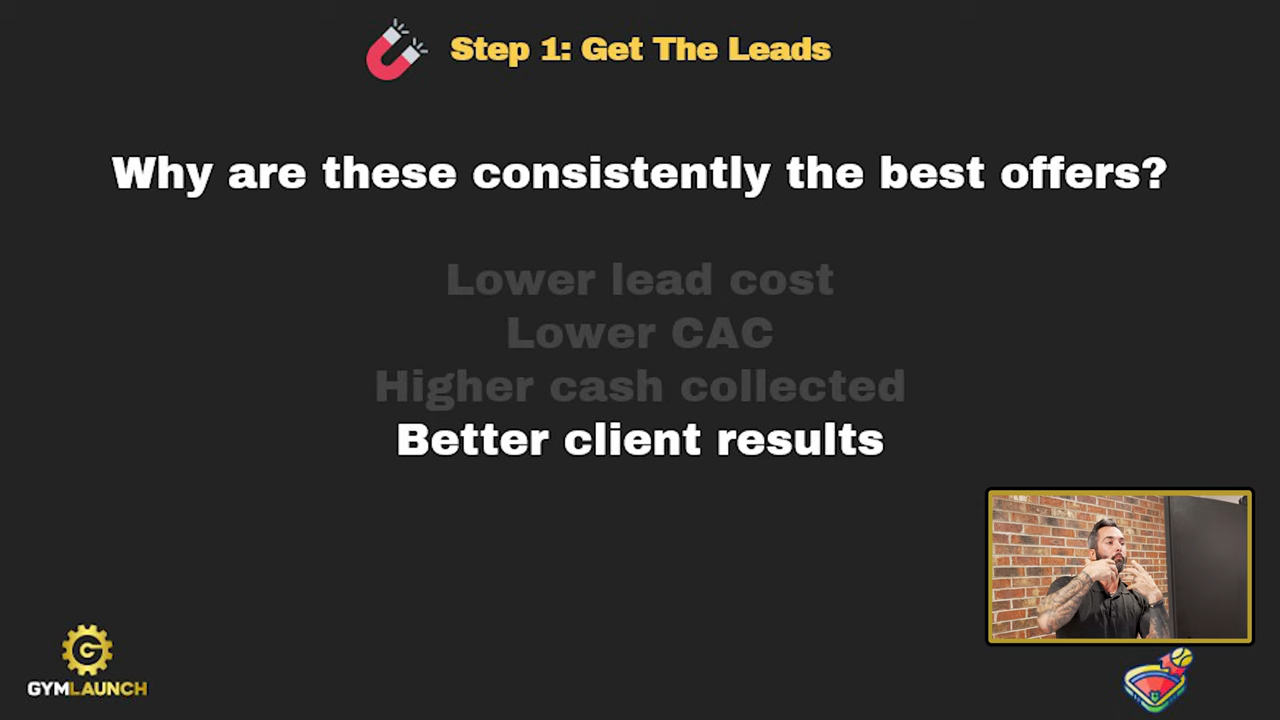 Step 1: Get The Leads
Why are these consistently the best offers?
Lower lead cost
Lower CAC
Higher cash collected
Better client results
G
GYMLAUNCH